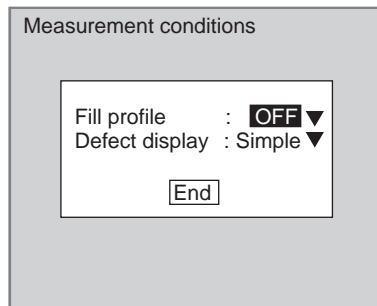 Measurement conditions
Fill profile : OFF ▼
Defect display : Simple ▼
End